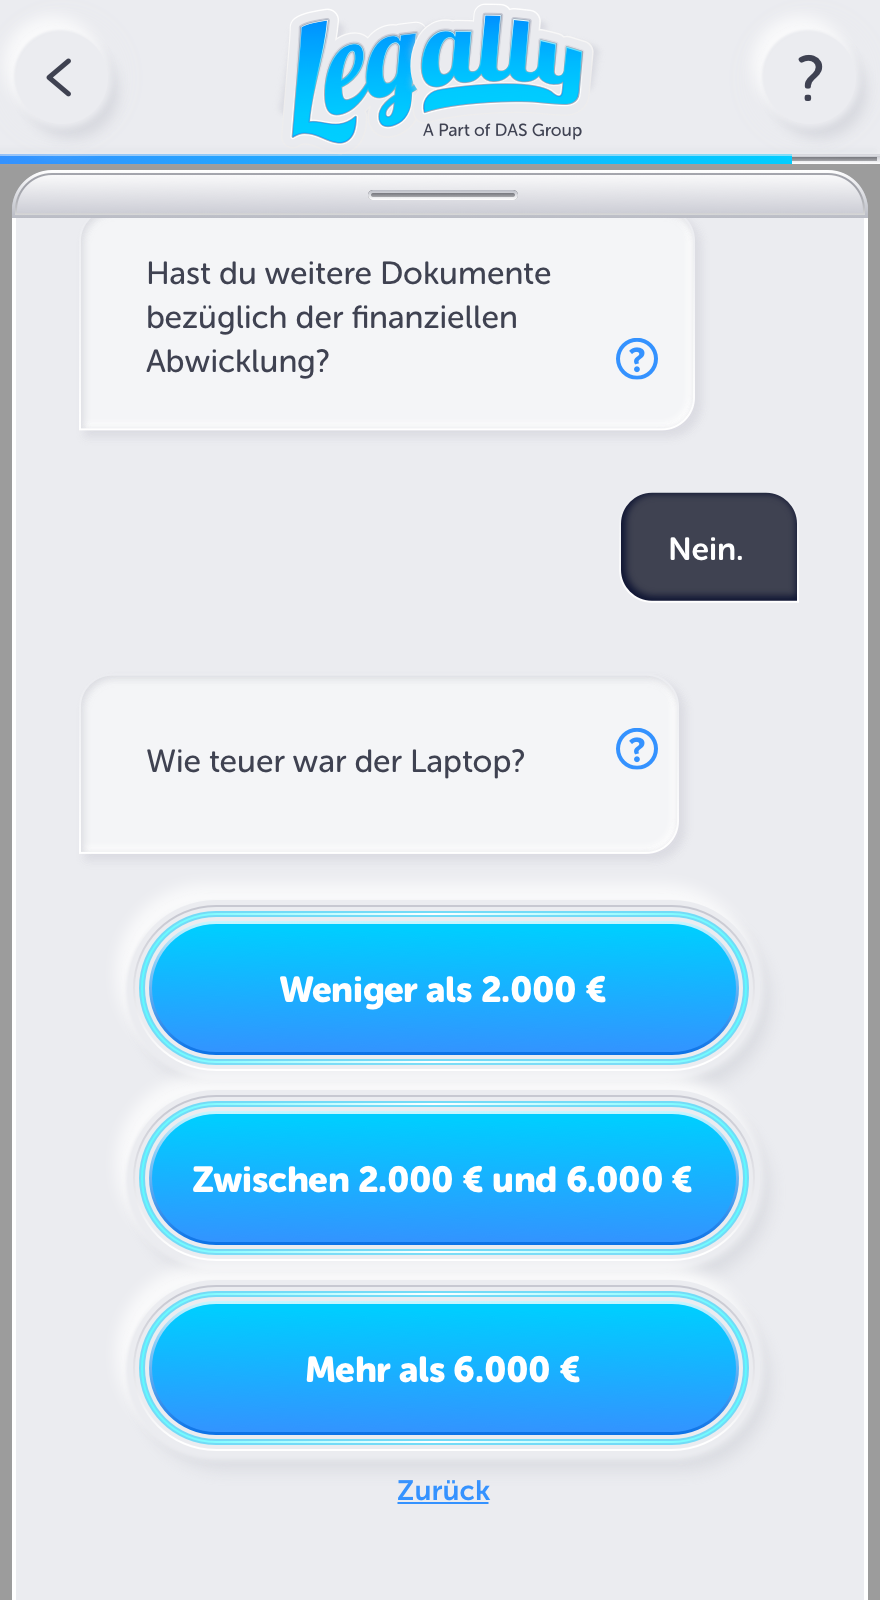 Legally
A Part of DAS Group
?
Hast du weitere Dokumente
bezüglich der finanziellen
Abwicklung?
?
Nein.
Wie teuer war der Laptop?
?
Weniger als 2.000 €
Zwischen 2.000 € und 6.000 €
Mehr als 6.000 €
Zurück